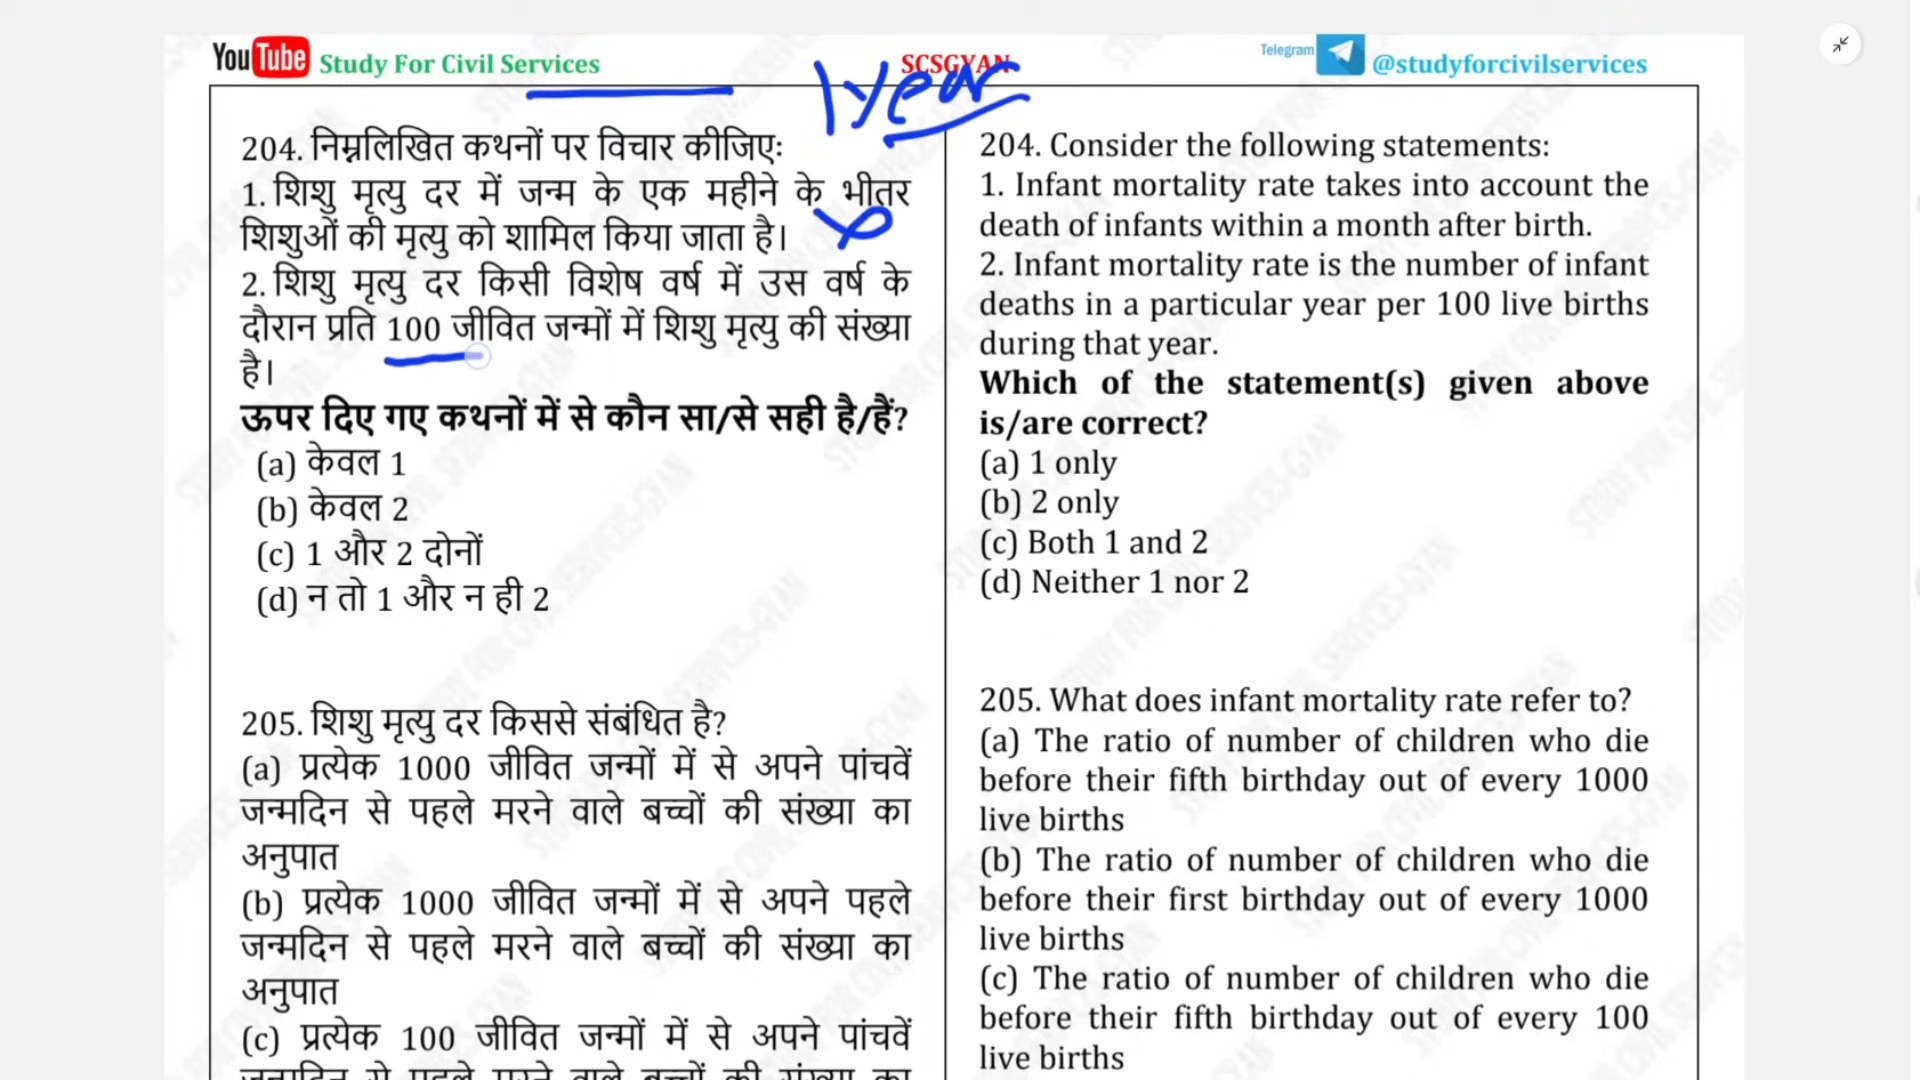 YouTube Study For Civil Services
SCSGYAN
Telegram @studyforcivilservices
1 year
204. निम्नलिखित कथनों पर विचार कीजिए:
1. शिशु मृत्यु दर में जन्म के एक महीने के भीतर
शिशुओं की मृत्यु को शामिल किया जाता है।
2. शिशु मृत्यु दर किसी विशेष वर्ष में उस वर्ष के
दौरान प्रति 100 जीवित जन्मों में शिशु मृत्यु की संख्या
है।
ऊपर दिए गए कथनों में से कौन सा/से सही है/हैं?
(a) केवल 1
(b) केवल 2
(c) 1 और 2 दोनों
(d) न तो 1 और न ही 2
205. शिशु मृत्यु दर किससे संबंधित है?
(a) प्रत्येक 1000 जीवित जन्मों में से अपने पांचवें
जन्मदिन से पहले मरने वाले बच्चों की संख्या का
अनुपात
(b) प्रत्येक 1000 जीवित जन्मों में से अपने पहले
जन्मदिन से पहले मरने वाले बच्चों की संख्या का
अनुपात
(c) प्रत्येक 100 जीवित जन्मों में से अपने पांचवें
जन्मदिन से पहले मरने वाले बच्चों की संख्या का
204. Consider the following statements:
1. Infant mortality rate takes into account the
death of infants within a month after birth.
2. Infant mortality rate is the number of infant
deaths in a particular year per 100 live births
during that year.
Which of the statement(s) given above
is/are correct?
(a) 1 only
(b) 2 only
(c) Both 1 and 2
(d) Neither 1 nor 2
205. What does infant mortality rate refer to?
(a) The ratio of number of children who die
before their fifth birthday out of every 1000
live births
(b) The ratio of number of children who die
before their first birthday out of every 1000
live births
(c) The ratio of number of children who die
before their fifth birthday out of every 100
live births